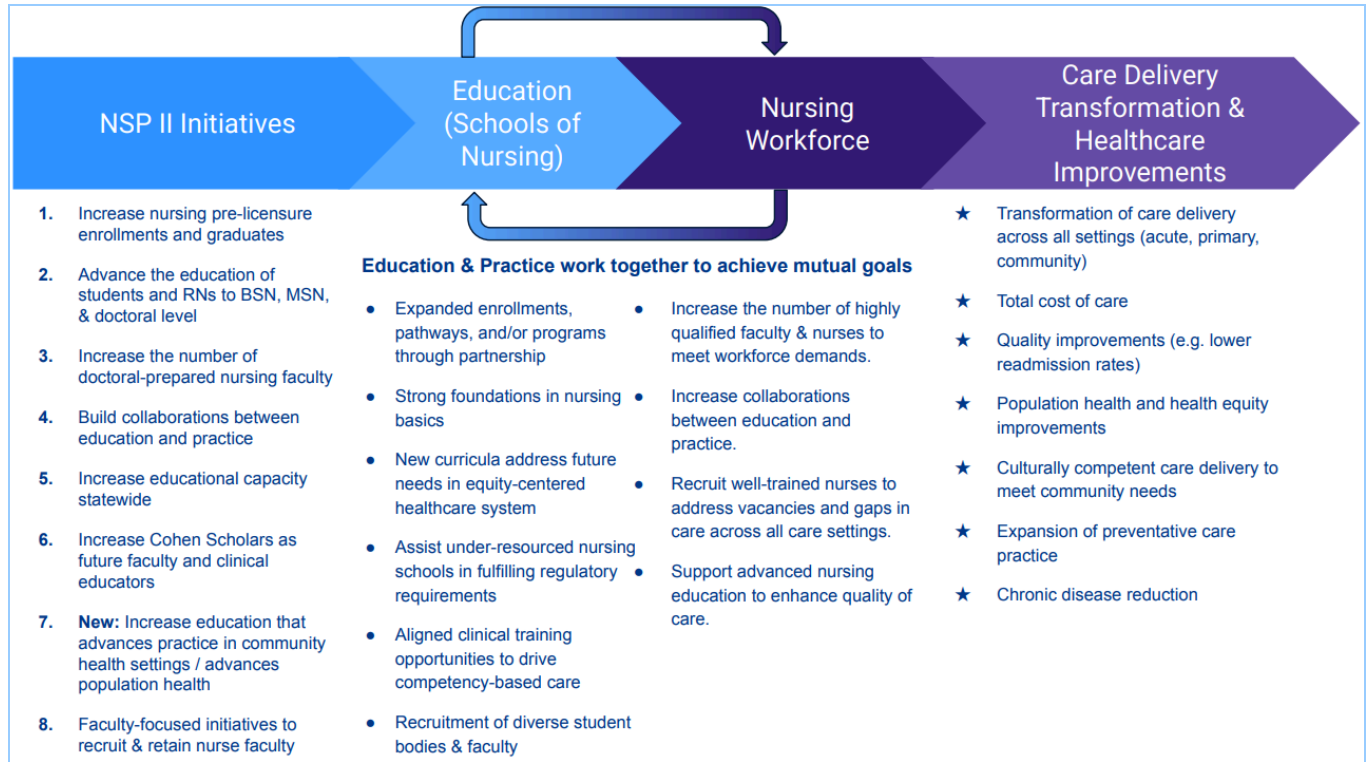 NSP II Initiatives
Education
(Schools of
Nursing)
Nursing
Workforce
Care Delivery
Transformation &
Healthcare
Improvements
1. Increase nursing pre-licensure
enrollments and graduates
2. Advance the education of
students and RNs to BSN, MSN,
& doctoral level
3. Increase the number of
doctoral-prepared nursing faculty
4. Build collaborations between
education and practice
5. Increase educational capacity
statewide
6. Increase Cohen Scholars as
future faculty and clinical
educators
7. New: Increase education that
advances practice in community
health settings / advances
population health
8. Faculty-focused initiatives to
recruit & retain nurse faculty
Education & Practice work together to achieve mutual goals
● Expanded enrollments,
pathways, and/or programs
through partnership
● Strong foundations in nursing
basics
● New curricula address future
needs in equity-centered
healthcare system
● Assist under-resourced nursing
schools in fulfilling regulatory
requirements
● Aligned clinical training
opportunities to drive
competency-based care
● Recruitment of diverse student
bodies & faculty
● Increase the number of highly
qualified faculty & nurses to
meet workforce demands.
● Increase collaborations
between education and
practice.
● Recruit well-trained nurses to
address vacancies and gaps in
care across all care settings.
● Support advanced nursing
education to enhance quality of
care.
★ Transformation of care delivery
across all settings (acute, primary,
community)
★ Total cost of care
★ Quality improvements (e.g. lower
readmission rates)
★ Population health and health equity
improvements
★ Culturally competent care delivery to
meet community needs
★ Expansion of preventative care
practice
★ Chronic disease reduction